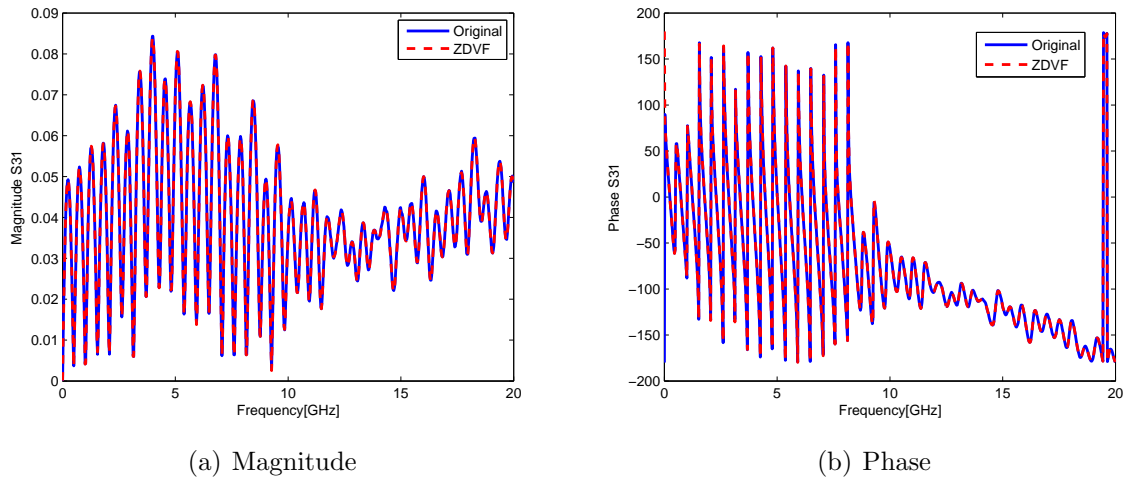 0.09
0.08
0.07
0.06
0.05
0.04
0.03
0.02
0.01
0
Magnitude S31
0 5 10 15 20
Frequency[GHz]
Original
ZDVF
(a) Magnitude
200
150
100
50
0
−50
−100
−150
−200
Phase S31
0 5 10 15 20
Frequency[GHz]
Original
ZDVF
(b) Phase